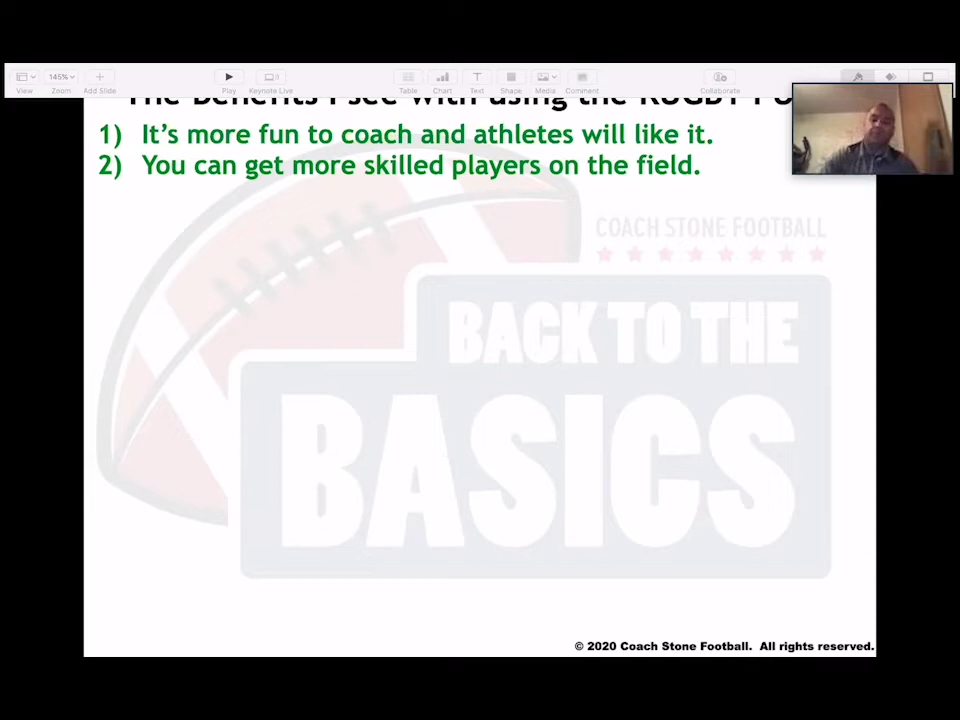 View
145%
Zoom
Add Slide
Play
Keynote Live
Table
Chart
Text
Shape
Media
Comment
Collaborate
The Benefits I see with using the RUGBY
1) It's more fun to coach and athletes will like it.
2) You can get more skilled players on the field.
COACH STONE FOOTBALL
BACK TO THE
BASICS
© 2020 Coach Stone Football. All rights reserved.